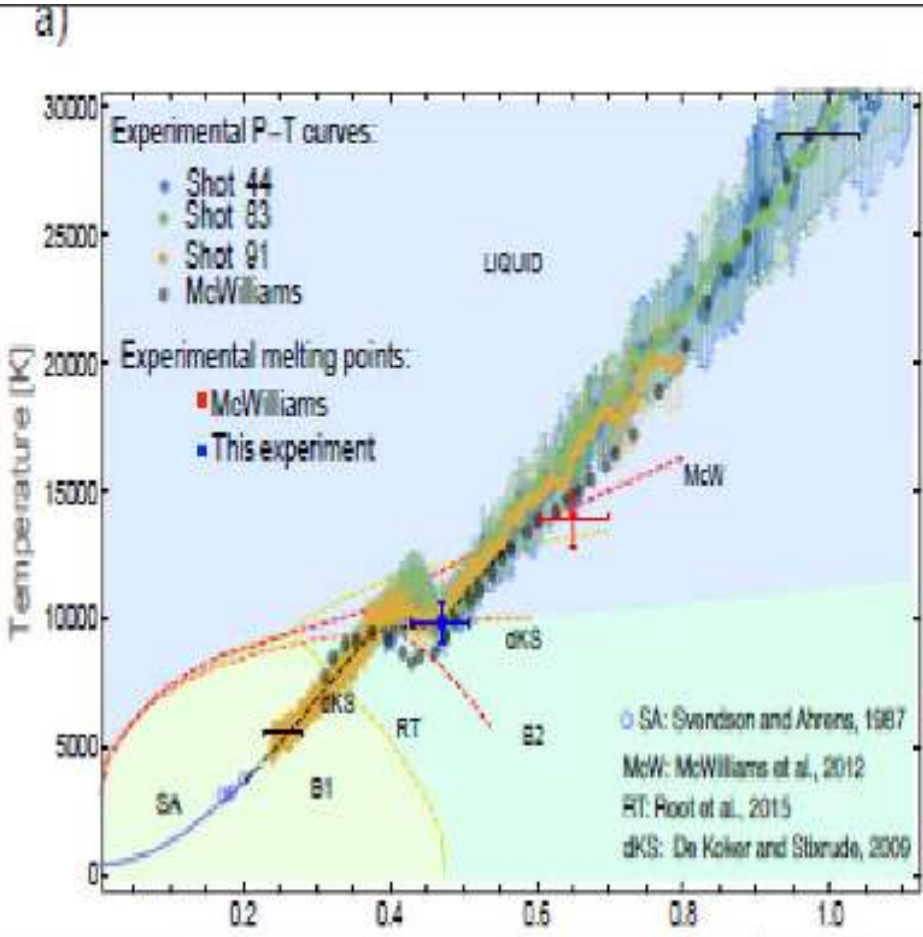 a)
30000
Experimental P-T curves:
Shot 44
Shot 83
25000
Shot 91
LIQUID
McWilliams
Experimental melting points:
20000
McWilliams
This experiment
McW
15000
10000
dKS
dKS
RT
B2
SA: Svendson and Ahrens, 1987
5000
McW: McWilliams et al., 2012
B1
SA
RT: Root et al., 2015
dKS: De Koker and Stixrude, 2009
0
0.2 0.4 0.6 0.8 1.0
Temperature [K]